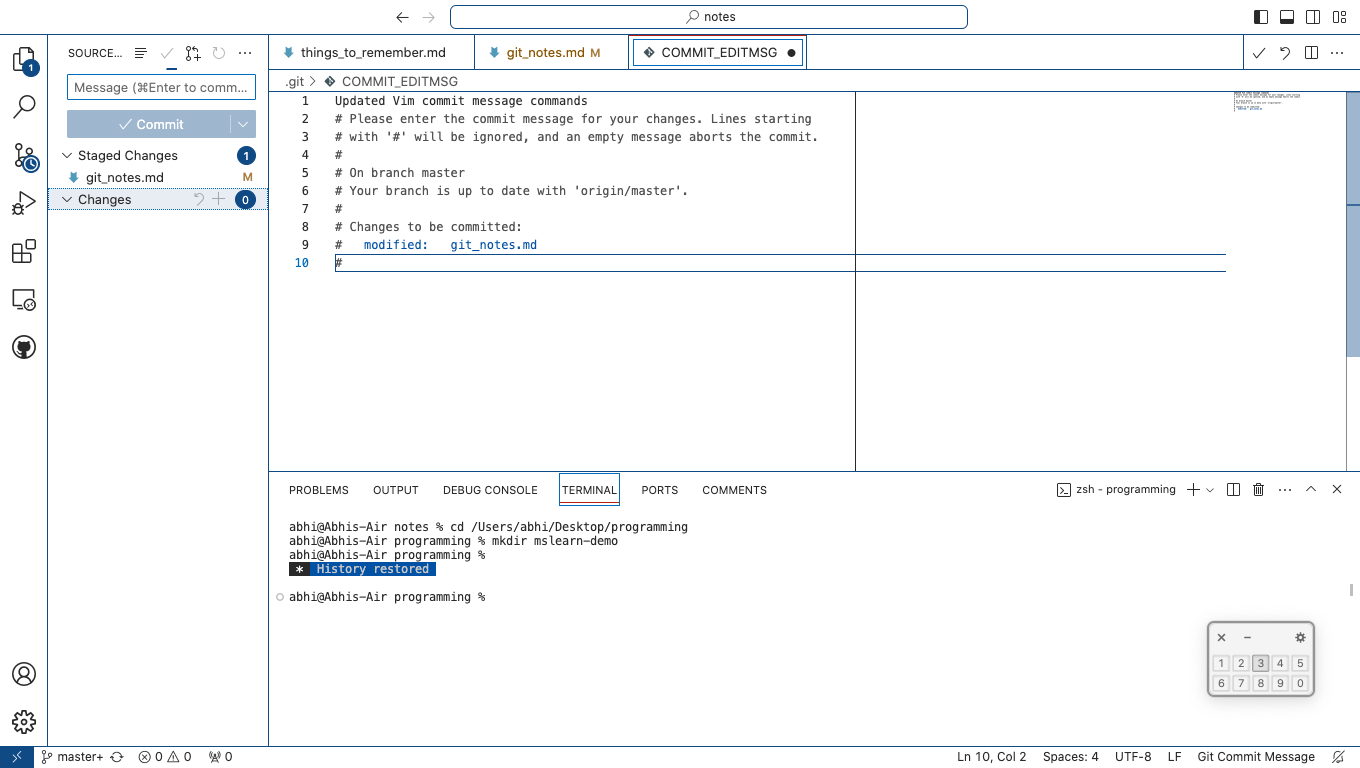 notes
SOURCE...
things_to_remember.md
git_notes.md M
COMMIT_EDITMSG
.git > COMMIT_EDITMSG
1
Message (⌘Enter to comm...
Commit
Staged Changes 1
git_notes.md M
Changes 0
1 Updated Vim commit message commands
2 # Please enter the commit message for your changes. Lines starting
3 # with '#' will be ignored, and an empty message aborts the commit.
4 #
5 # On branch master
6 # Your branch is up to date with 'origin/master'.
7 #
8 # Changes to be committed:
9 # modified: git_notes.md
10 #
PROBLEMS OUTPUT DEBUG CONSOLE TERMINAL PORTS COMMENTS
zsh - programming
abhi@Abhis-Air notes % cd /Users/abhi/Desktop/programming
abhi@Abhis-Air programming % mkdir mslearn-demo
abhi@Abhis-Air programming %
* History restored
abhi@Abhis-Air programming %
1 2 3 4 5
6 7 8 9 0
master+ 0 0 0 Ln 10, Col 2 Spaces: 4 UTF-8 LF Git Commit Message